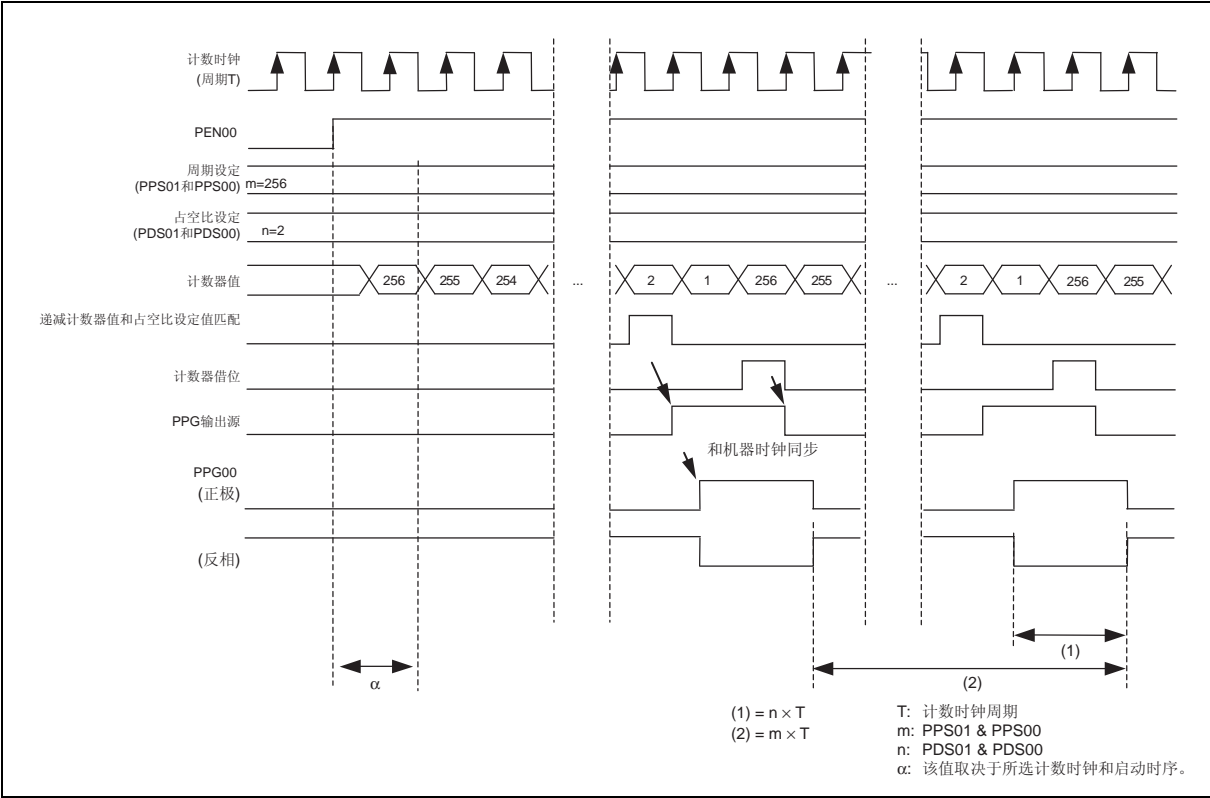 计数时钟
(周期T)
PEN00
周期设定
(PPS01和PPS00) m=256
占空比设定
(PDS01和PDS00) n=2
计数器值 256 255 254 ... 2 1 256 255 ... 2 1 256 255
递减计数器值和占空比设定值匹配
计数器借位
PPG输出源
和机器时钟同步
PPG00
(正极)
(反相)
(1)
α (2)
(1) = n × T
(2) = m × T
T: 计数时钟周期
m: PPS01 & PPS00
n: PDS01 & PDS00
α: 该值取决于所选计数时钟和启动时序。